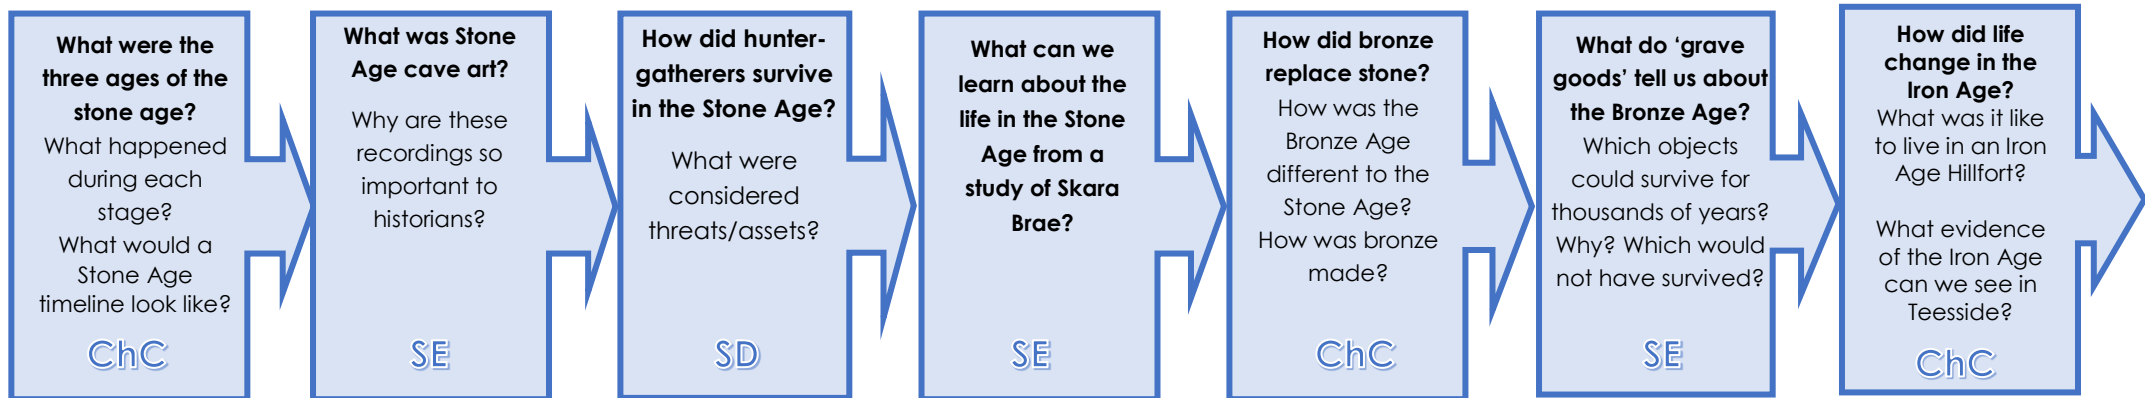 What were the
three ages of the
stone age?
What happened
during each
stage?
What would a
Stone Age
timeline look like?
ChC
What was Stone
Age cave art?
Why are these
recordings so
important to
historians?
SE
How did hunter-
gatherers survive
in the Stone Age?
What were
considered
threats/assets?
SD
What can we
learn about the
life in the Stone
Age from a
study of Skara
Brae?
SE
How did bronze
replace stone?
How was the
Bronze Age
different to the
Stone Age?
How was bronze
made?
ChC
What do ‘grave
goods’ tell us about
the Bronze Age?
Which objects
could survive for
thousands of years?
Why? Which would
not have survived?
SE
How did life
change in the
Iron Age?
What was it like
to live in an Iron
Age Hillfort?
What evidence
of the Iron Age
can we see in
Teesside?
ChC